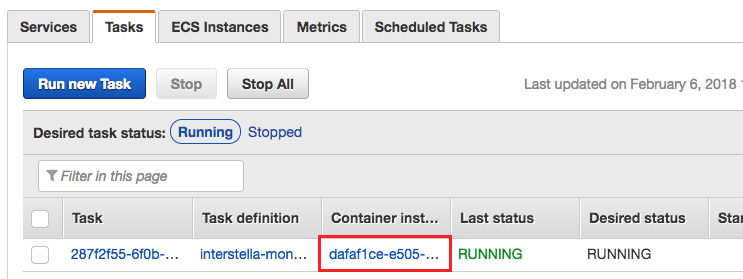 Services Tasks ECS Instances Metrics Scheduled Tasks
Run new Task Stop Stop All Last updated on February 6, 2018
Desired task status: Running Stopped
Filter in this page
Task Task definition Container inst... Last status Desired status Star
287f2f55-6f0b-... interstella-mon... dafaf1ce-e505-... RUNNING RUNNING